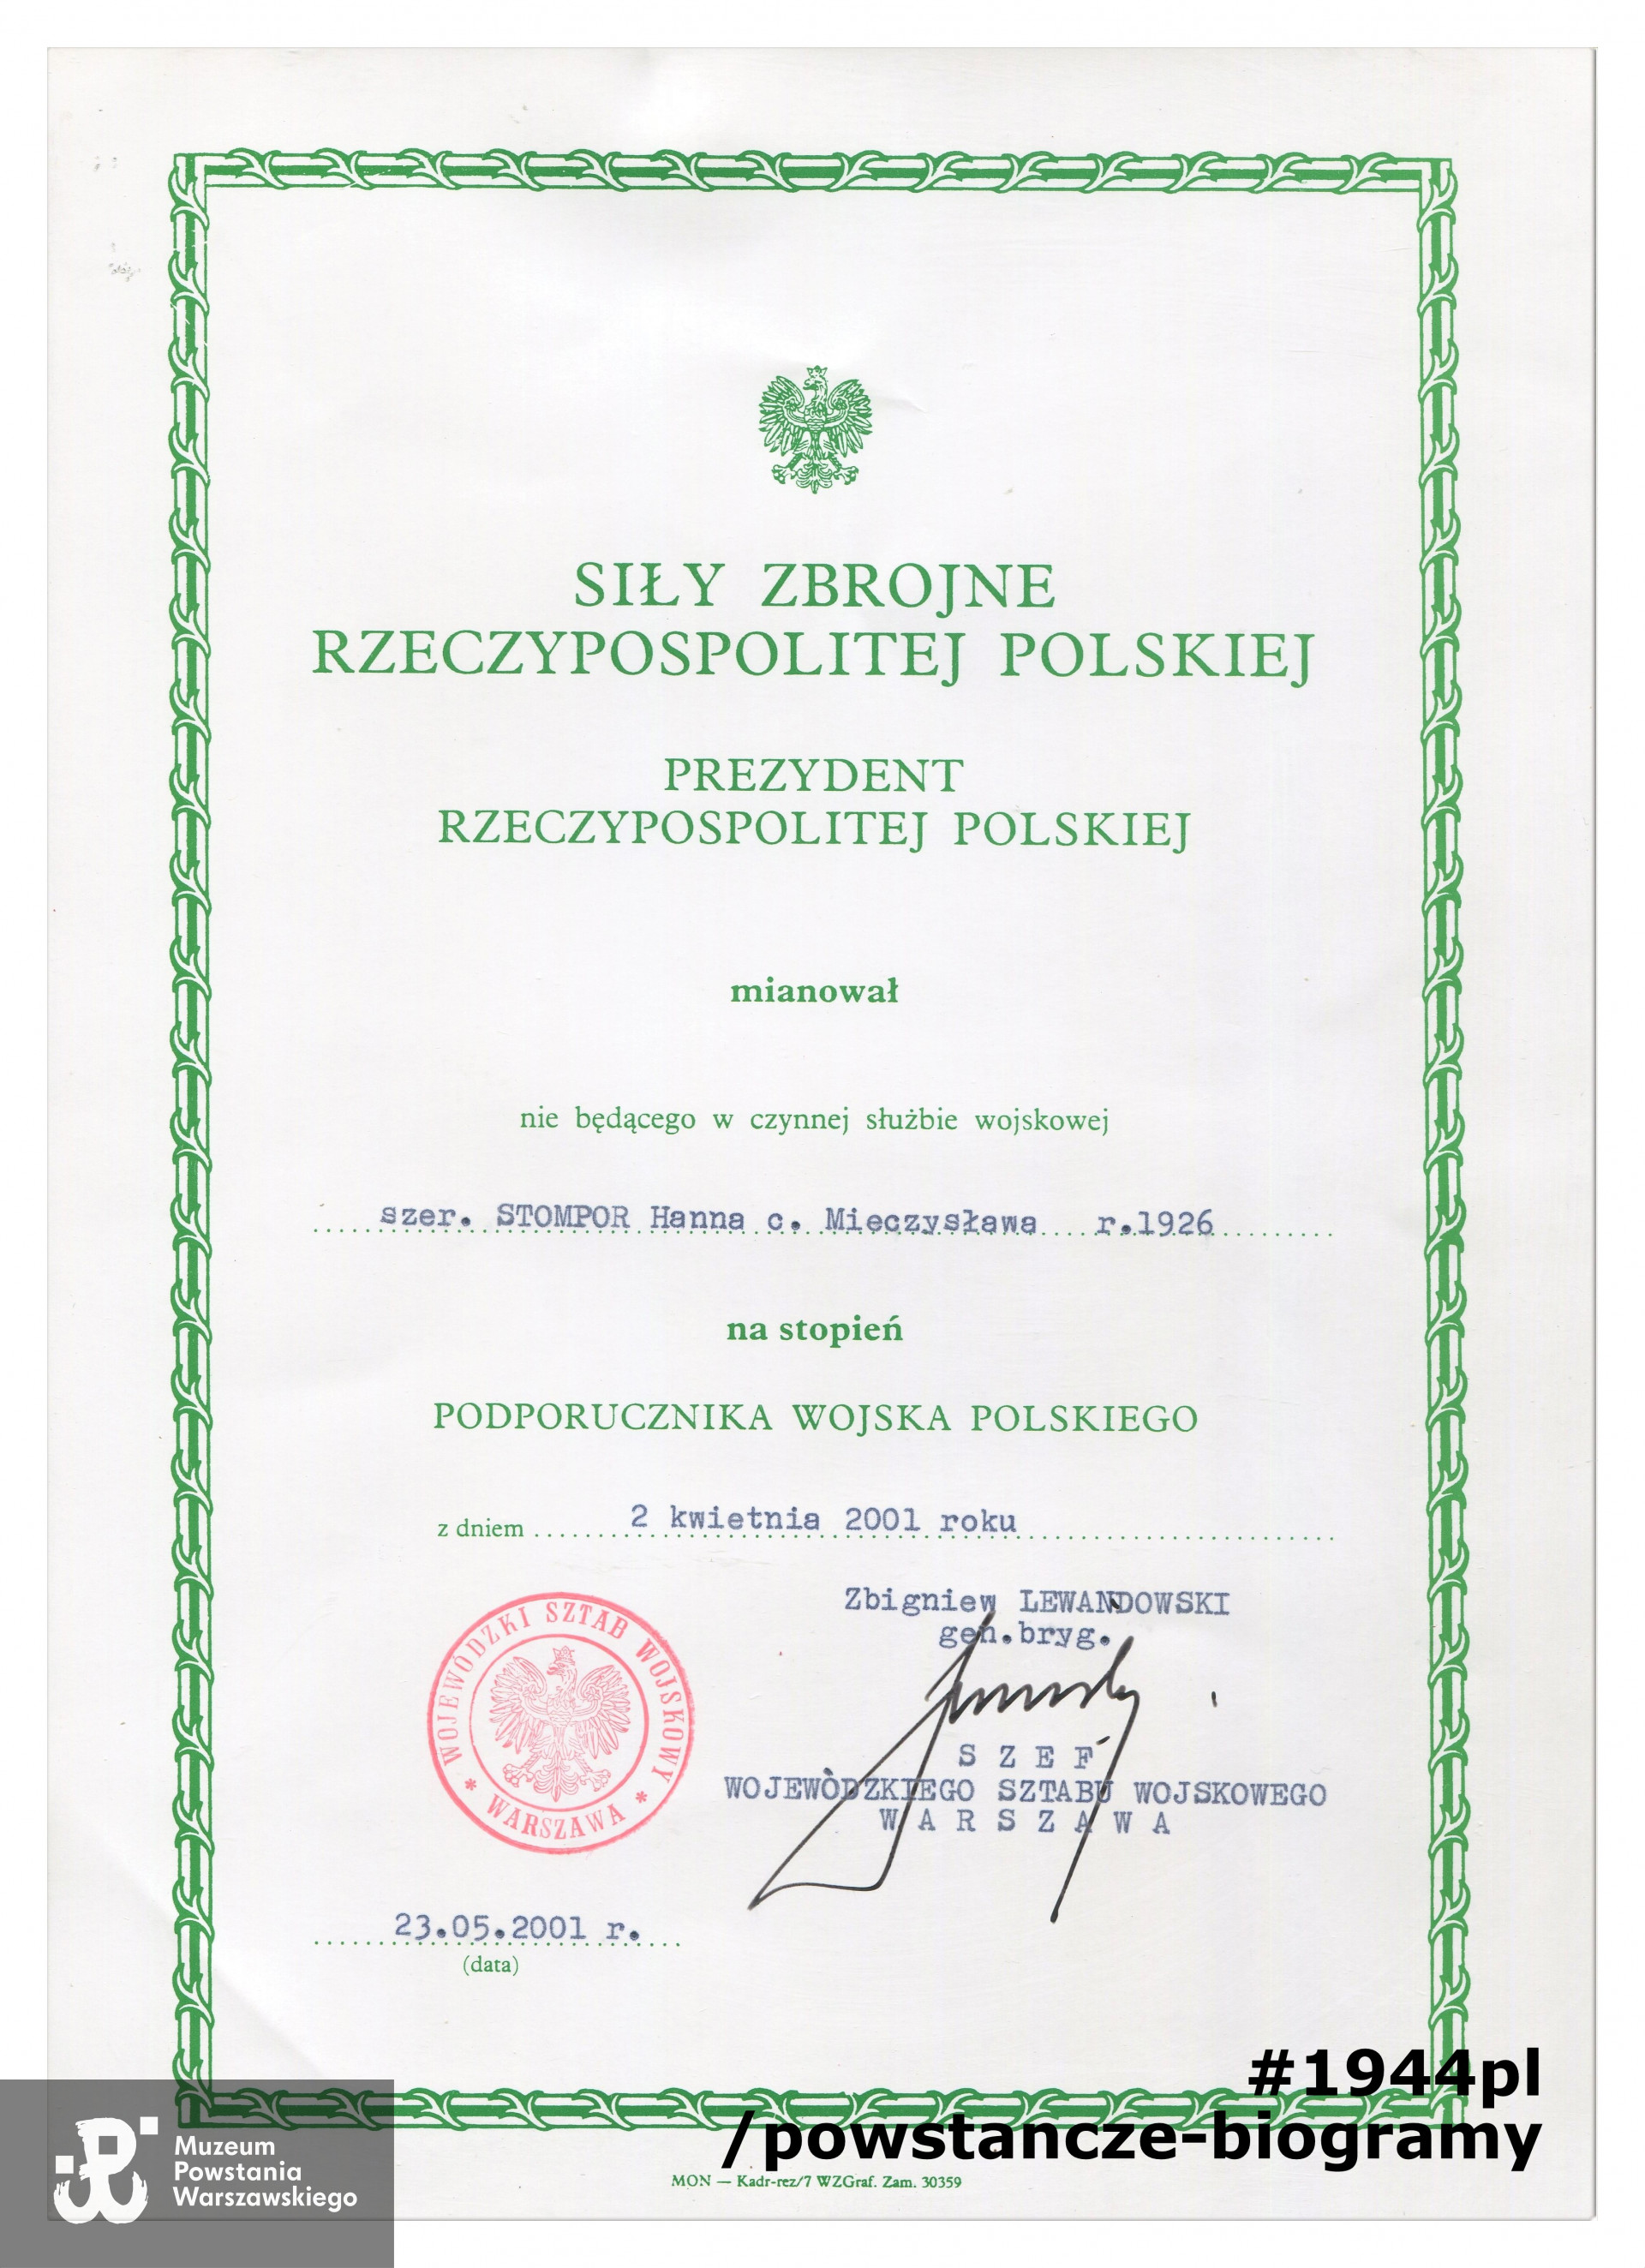 SIŁY ZBROJNE
RZECZYPOSPOLITEJ POLSKIEJ
PREZYDENT
RZECZYPOSPOLITEJ POLSKIEJ
mianował
nie będącego w czynnej służbie wojskowej
szer. STOMPOR Hanna c. Mieczysława r.1926
na stopień
PODPORUCZNIKA WOJSKA POLSKIEGO
z dniem 2 kwietnia 2001 roku
Zbigniew LEWANDOWSKI
gen.bryg.
WOJEWÓDZKI SZTAB WOJSKOWY
* WARSZAWA *
S Z E F
WOJEWÓDZKIEGO SZTABU WOJSKOWEGO
W A R S Z A W A
23.05.2001 r.
(data)
#1944pl
/powstancze-biogramy
Muzeum
Powstania
Warszawskiego
MON — Kadr-rez/7 WZGraf. Zam. 30359